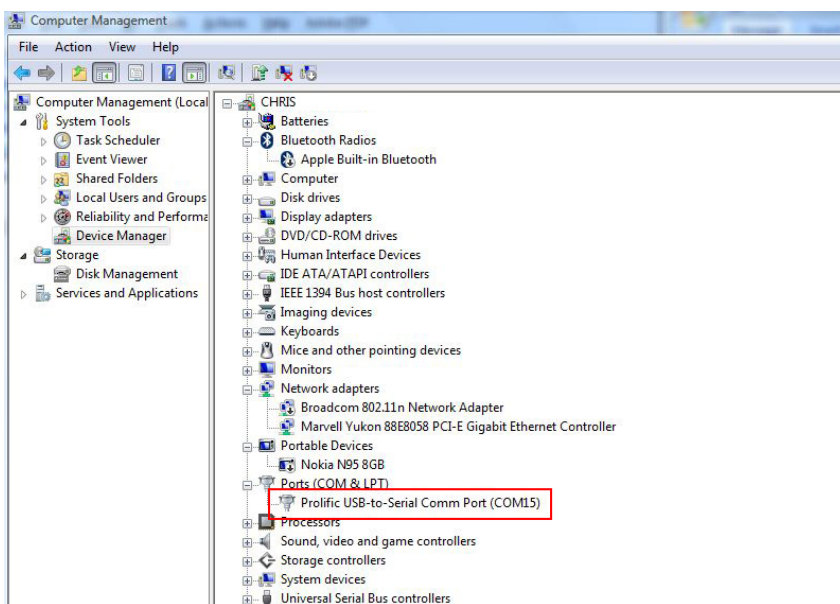 Computer Management
File Action View Help
Computer Management (Local
System Tools
Task Scheduler
Event Viewer
Shared Folders
Local Users and Groups
Reliability and Performa
Device Manager
Storage
Disk Management
Services and Applications
CHRIS
Batteries
Bluetooth Radios
Apple Built-in Bluetooth
Computer
Disk drives
Display adapters
DVD/CD-ROM drives
Human Interface Devices
IDE ATA/ATAPI controllers
IEEE 1394 Bus host controllers
Imaging devices
Keyboards
Mice and other pointing devices
Monitors
Network adapters
Broadcom 802.11n Network Adapter
Marvell Yukon 88E8058 PCI-E Gigabit Ethernet Controller
Portable Devices
Nokia N95 8GB
Ports (COM & LPT)
Prolific USB-to-Serial Comm Port (COM15)
Processors
Sound, video and game controllers
Storage controllers
System devices
Universal Serial Bus controllers